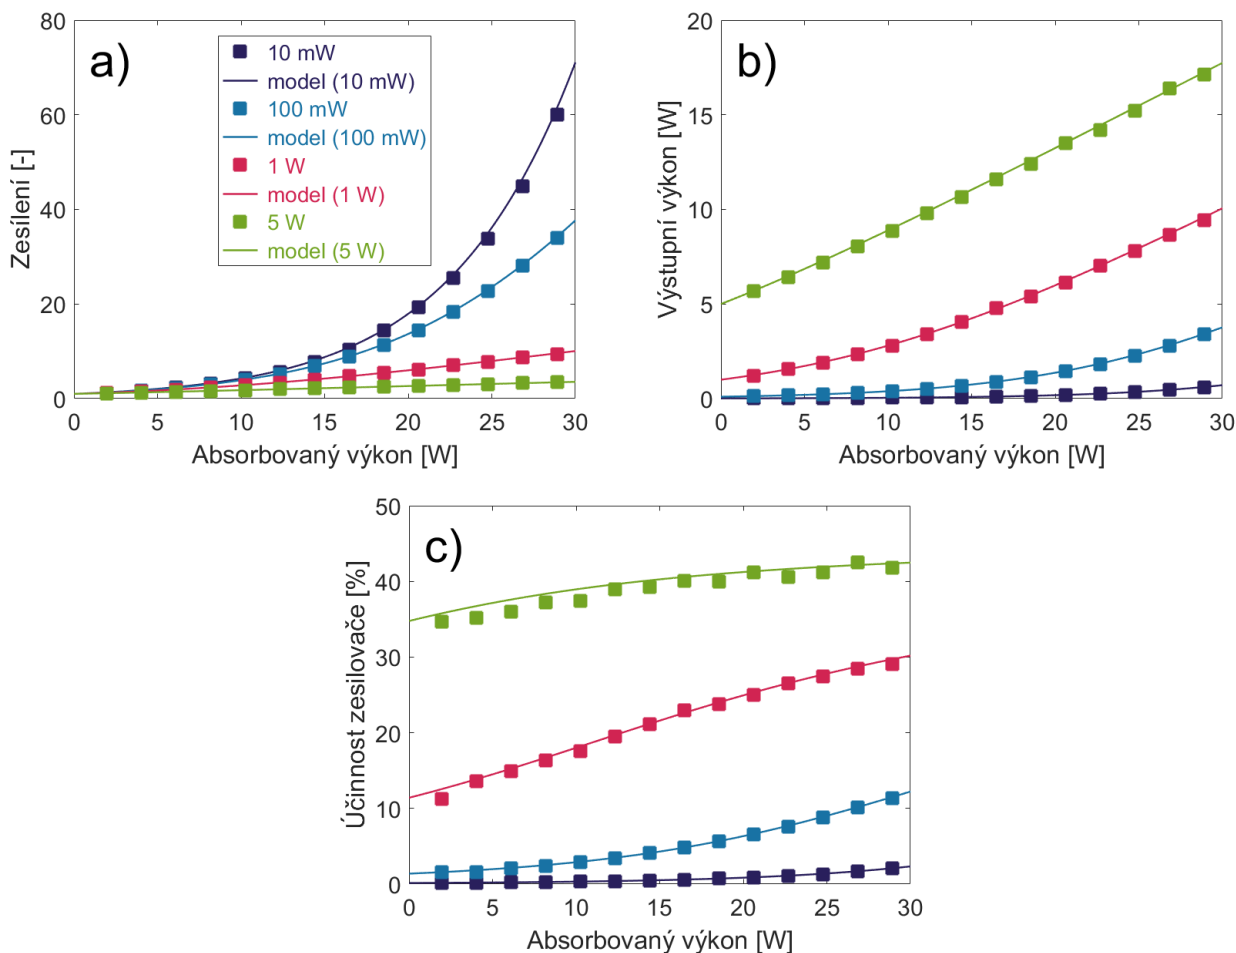 a)
80
60
40
20
0
Zesílení [-]
10 mW
model (10 mW)
100 mW
model (100 mW)
1 W
model (1 W)
5 W
model (5 W)
0 5 10 15 20 25 30
Absorbovaný výkon [W]
b)
20
15
10
5
0
Výstupní výkon [W]
0 5 10 15 20 25 30
Absorbovaný výkon [W]
c)
50
40
30
20
10
0
Účinnost zesilovače [%]
0 5 10 15 20 25 30
Absorbovaný výkon [W]